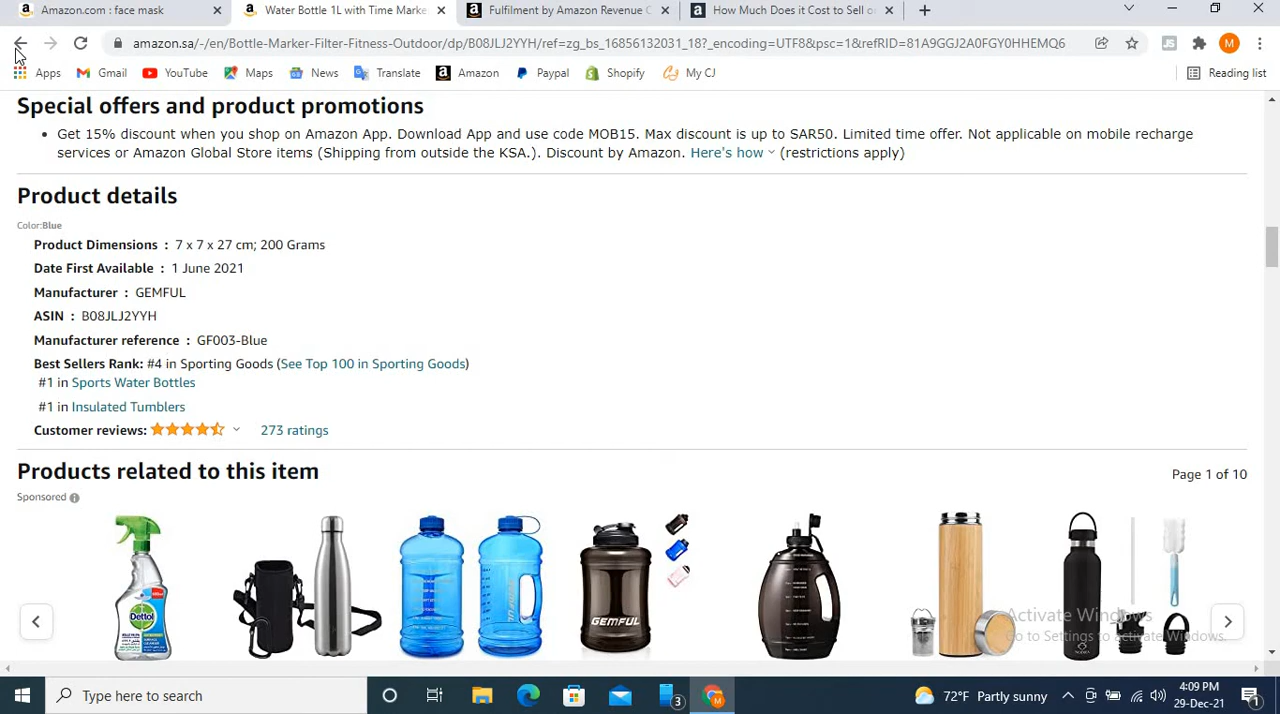 Amazon.com : face mask
Water Bottle 1L with Time Marke
Fulfilment by Amazon Revenue C
How Much Does it Cost to Sell o
amazon.sa/-/en/Bottle-Marker-Filter-Fitness-Outdoor/dp/B08JLJ2YYH/ref=zg_bs_16856132031_18?_encoding=UTF8&psc=1&refRID=81A9GGJ2A0FGY0HHEMQ6
JS
M
Apps Gmail YouTube Maps News Translate Amazon Paypal Shopify My CJ Reading list
Special offers and product promotions
• Get 15% discount when you shop on Amazon App. Download App and use code MOB15. Max discount is up to SAR50. Limited time offer. Not applicable on mobile recharge
services or Amazon Global Store items (Shipping from outside the KSA.). Discount by Amazon. Here's how (restrictions apply)
Product details
Color:Blue
Product Dimensions : 7 x 7 x 27 cm; 200 Grams
Date First Available : 1 June 2021
Manufacturer : GEMFUL
ASIN : B08JLJ2YYH
Manufacturer reference : GF003-Blue
Best Sellers Rank: #4 in Sporting Goods (See Top 100 in Sporting Goods)
#1 in Sports Water Bottles
#1 in Insulated Tumblers
Customer reviews: 273 ratings
Products related to this item
Page 1 of 10
Sponsored
Dettol
GEMFUL
Activate Windows
Go to Settings to activate Windows.
Type here to search
3
M
72°F Partly sunny
4:09 PM
29-Dec-21
1